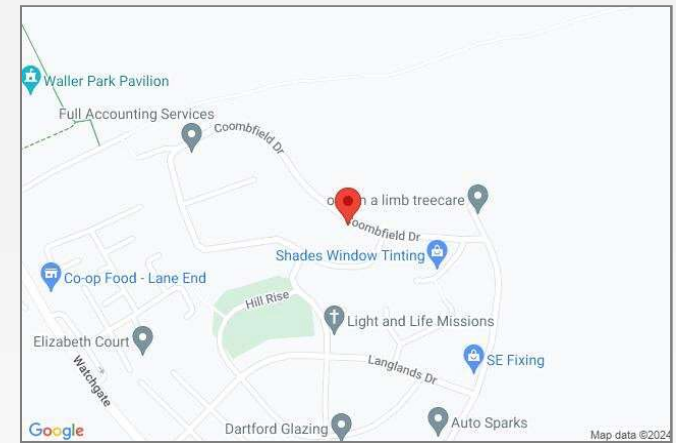 Waller Park Pavilion
Full Accounting Services
Coombfield Dr
a limb treecare
oombfield Dr
Shades Window Tinting
Co-op Food - Lane End
Hill Rise
Light and Life Missions
Elizabeth Court
Watchgate
SE Fixing
Langlands Dr
Dartford Glazing
Auto Sparks
Google
Map data ©2024